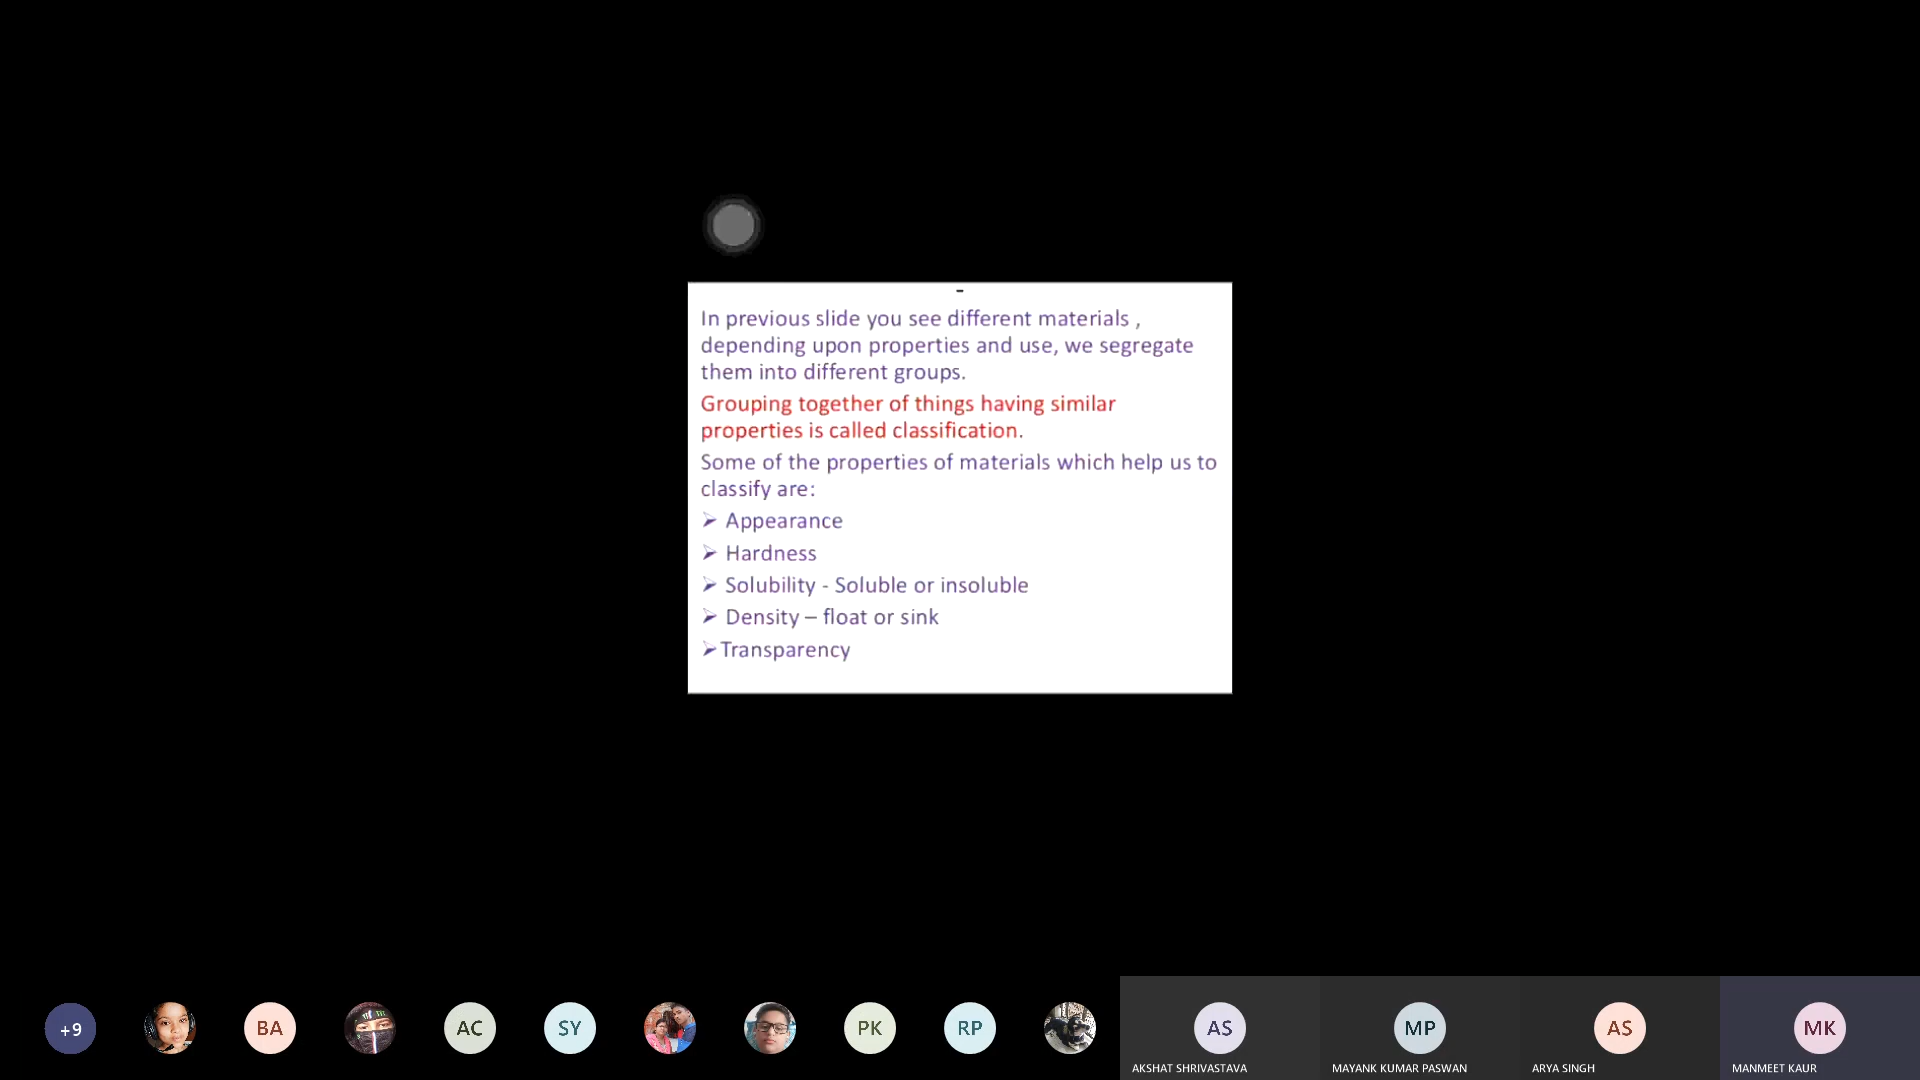 -
In previous slide you see different materials ,
depending upon properties and use, we segregate
them into different groups.
Grouping together of things having similar
properties is called classification.
Some of the properties of materials which help us to
classify are:
➢ Appearance
➢ Hardness
➢ Solubility - Soluble or insoluble
➢ Density – float or sink
➢Transparency
+9
BA
AC
SY
PK
RP
AS
MP
AS
MK
AKSHAT SHRIVASTAVA
MAYANK KUMAR PASWAN
ARYA SINGH
MANMEET KAUR